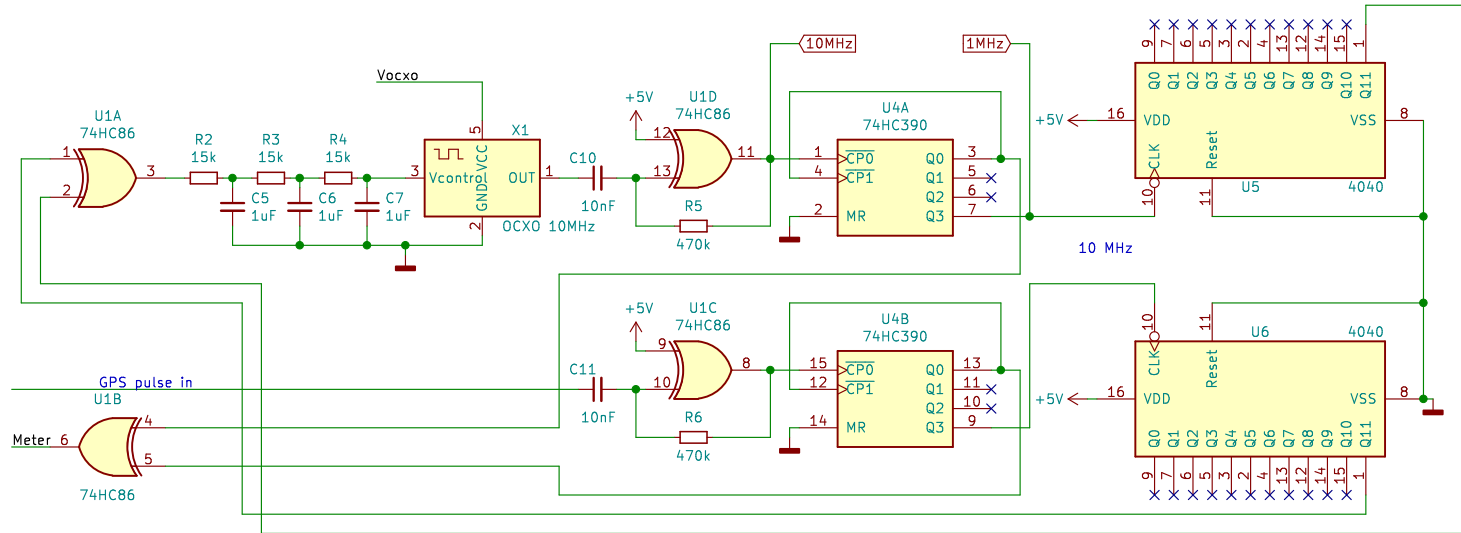 10MHz
1MHz
9 7 6 5 3 2 4 13 12 14 15 1
Q0 Q1 Q2 Q3 Q4 Q5 Q6 Q7 Q8 Q9 Q10 Q11
Vocxo
+5V
U1D
74HC86
12
13
11
U4A
74HC390
+5V
16
VDD
VSS
8
CLK
Reset
10
11
U5
4040
U1A
74HC86
1
2
3
R2
15k
R3
15k
R4
15k
C5
1uF
C6
1uF
C7
1uF
X1
5
VCC
3
Vcontrol
OUT
1
GND
2
OCXO 10MHz
C10
10nF
R5
470k
1
CP0
Q0
3
4
CP1
Q1
5
Q2
6
2
MR
Q3
7
10 MHz
+5V
U1C
74HC86
9
10
8
U4B
74HC390
10
11
U6
4040
CLK
Reset
GPS pulse in
U1B
4
Meter
6
5
74HC86
C11
10nF
R6
470k
15
CP0
Q0
13
12
CP1
Q1
11
Q2
10
14
MR
Q3
9
+5V
16
VDD
VSS
8
Q0 Q1 Q2 Q3 Q4 Q5 Q6 Q7 Q8 Q9 Q10 Q11
9 7 6 5 3 2 4 13 12 14 15 1